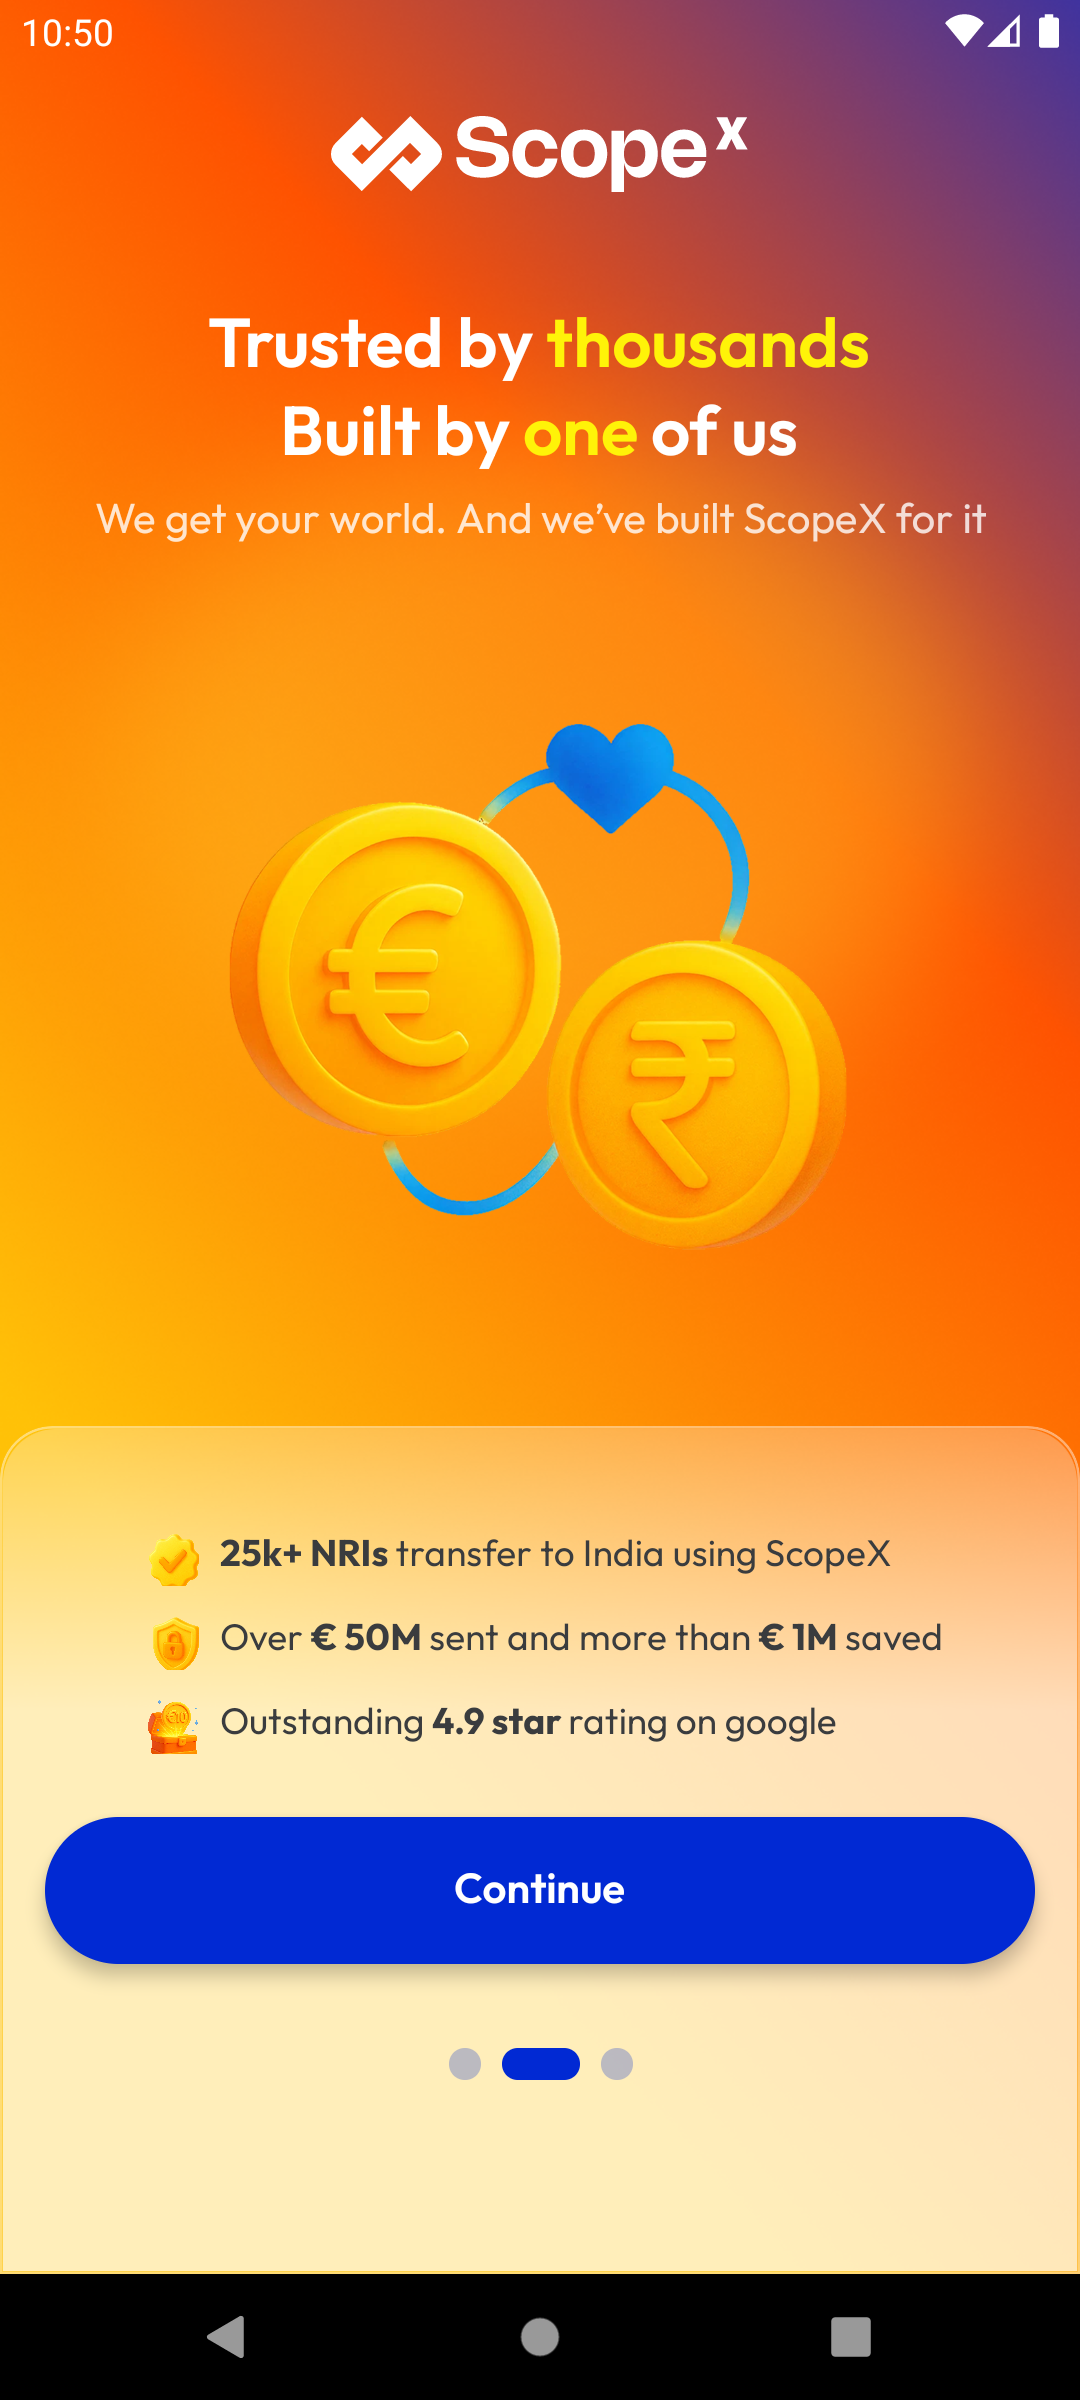 10:50
Scopeˣ
Trusted by thousands
Built by one of us
We get your world. And we’ve built ScopeX for it
€
₹
25k+ NRIs transfer to India using ScopeX
Over € 50M sent and more than € 1M saved
Outstanding 4.9 star rating on google
Continue